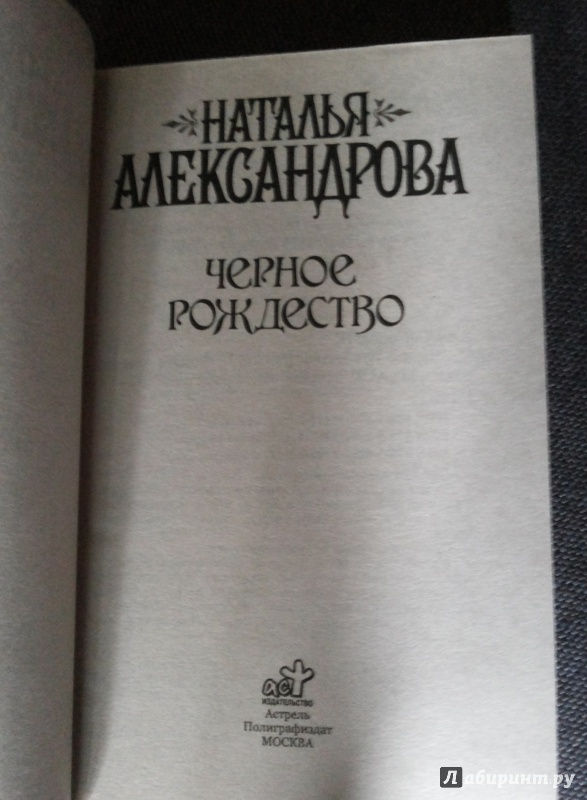 НАТАЛЬЯ
АЛЕКСАНДРОВА
ЧЕРНОЕ
РОЖДЕСТВО
аст
ИЗДАТЕЛЬСТВО
Астрель
Полиграфиздат
МОСКВА
Лабиринт.ру